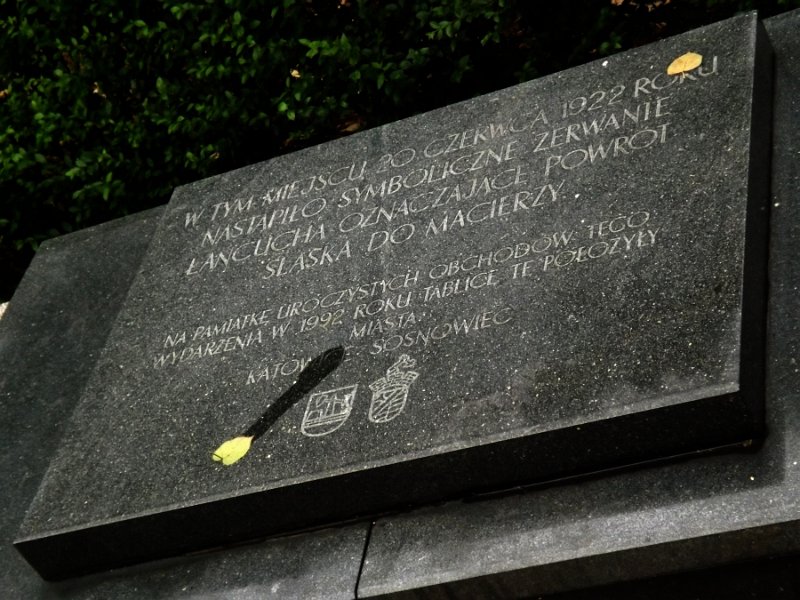 W TYM MIEJSCU 20 CZERWCA 1922 ROKU
NASTĄPIŁO SYMBOLICZNE ZERWANIE
ŁAŃCUCHA OZNACZAJĄCE POWRÓT
ŚLĄSKA DO MACIERZY.
NA PAMIĄTKĘ UROCZYSTYCH OBCHODÓW TEGO
WYDARZENIA W 1992 ROKU TABLICĘ TĘ POŁOŻYŁY
MIASTA:
SOSNOWIEC